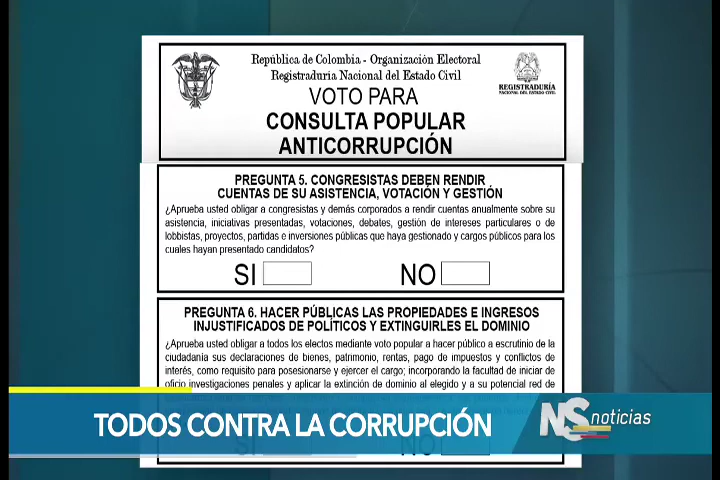 República de Colombia - Organización Electoral
Registraduría Nacional del Estado Civil
REGISTRADURÍA
NACIONAL DEL ESTADO CIVIL
VOTO PARA
CONSULTA POPULAR
ANTICORRUPCIÓN
PREGUNTA 5. CONGRESISTAS DEBEN RENDIR
CUENTAS DE SU ASISTENCIA, VOTACIÓN Y GESTIÓN
¿Aprueba usted obligar a congresistas y demás corporados a rendir cuentas anualmente sobre su
asistencia, iniciativas presentadas, votaciones, debates, gestión de intereses particulares o de
lobbistas, proyectos, partidas e inversiones públicas que haya gestionado y cargos públicos para los
cuales hayan presentado candidatos?
SI NO
PREGUNTA 6. HACER PÚBLICAS LAS PROPIEDADES E INGRESOS
INJUSTIFICADOS DE POLÍTICOS Y EXTINGUIRLES EL DOMINIO
¿Aprueba usted obligar a todos los electos mediante voto popular a hacer público a escrutinio de la
ciudadanía sus declaraciones de bienes, patrimonio, rentas, pago de impuestos y conflictos de
interés, como requisito para posesionarse y ejercer el cargo; incorporando la facultad de iniciar de
oficio investigaciones penales y aplicar la extinción de dominio al elegido y a su potencial red de
TODOS CONTRA LA CORRUPCIÓN
NS noticias
SI NO